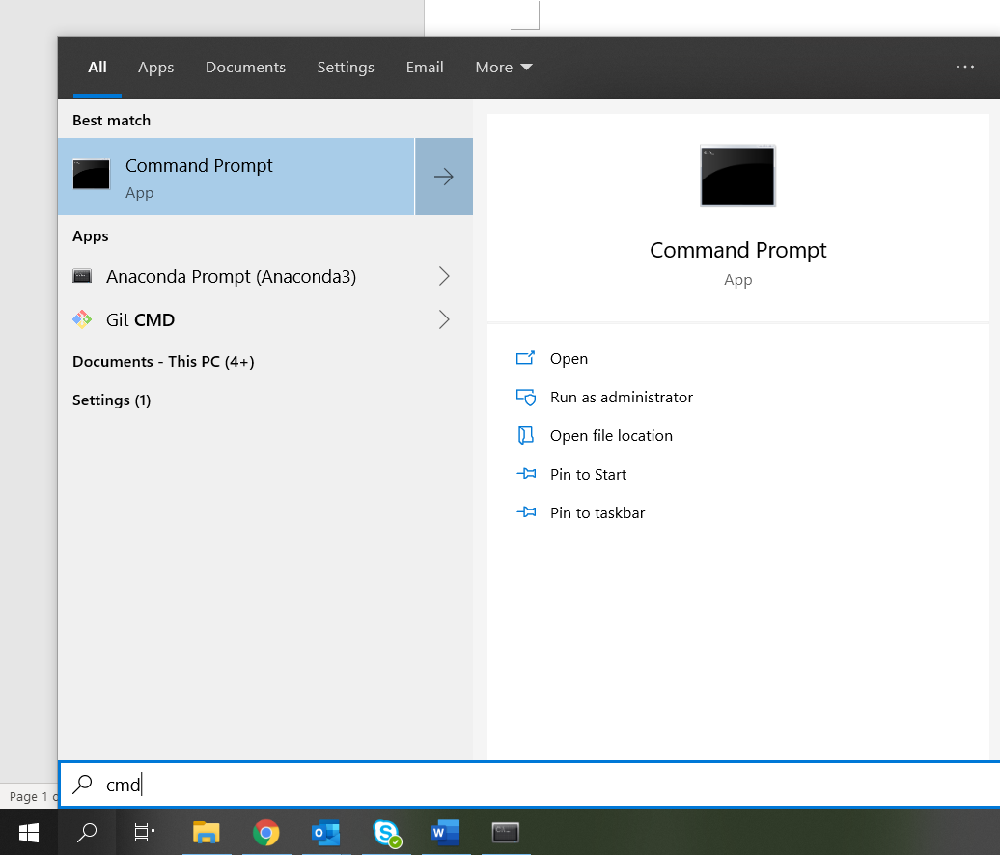 All Apps Documents Settings Email More
Best match
Command Prompt
App
Apps
Anaconda Prompt (Anaconda3)
Git CMD
Documents - This PC (4+)
Settings (1)
Command Prompt
App
Open
Run as administrator
Open file location
Pin to Start
Pin to taskbar
cmd
Page 1